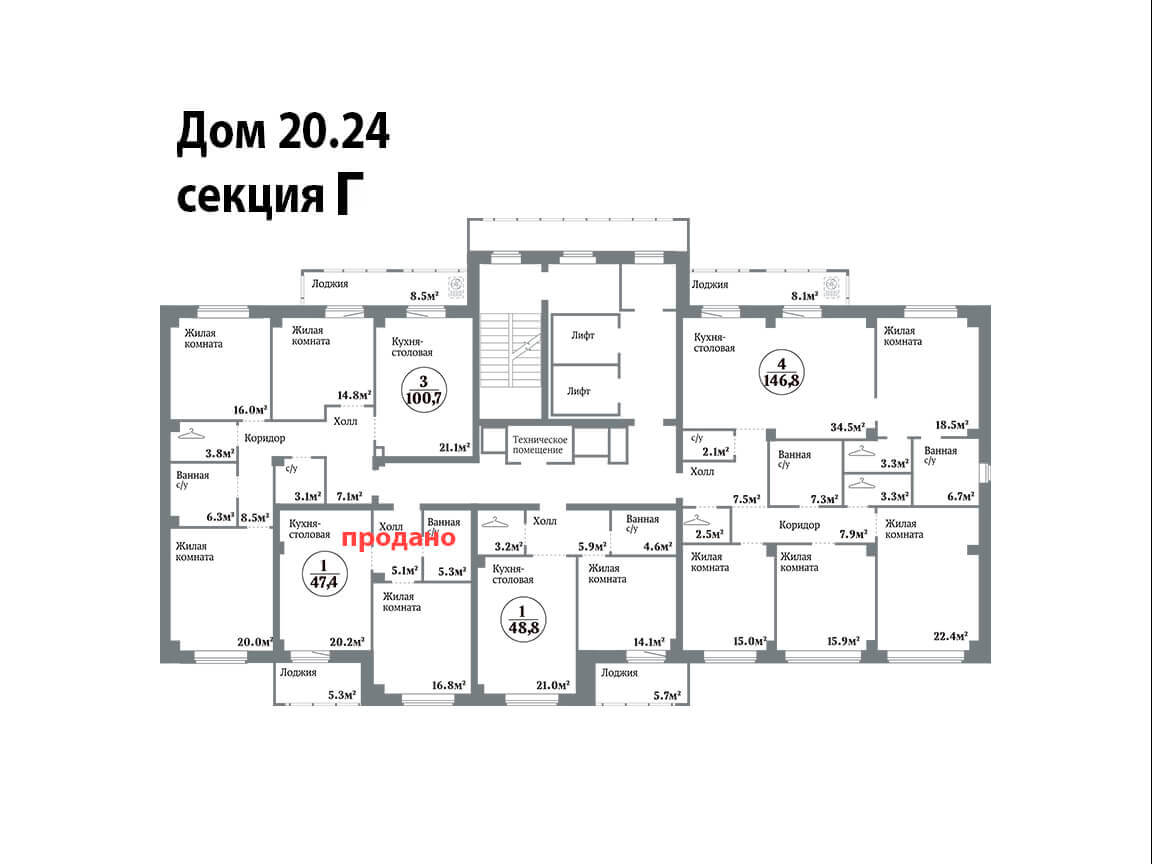 Дом 20.24
секция Г
Лоджия
8.5м²
Лоджия
8.1м²
Жилая
комната
16.0м²
Жилая
комната
14.8м²
Кухня-
столовая
3
100,7
21.1м²
Лифт
Лифт
Техническое
помещение
Кухня-
столовая
4
146,8
34.5м²
Жилая
комната
18.5м²
3.8м²
Коридор
Холл
Ванная
с/у
6.3м²
8.5м²
с/у
3.1м²
7.1м²
с/у
2.1м²
Холл
7.5м²
Ванная
с/у
7.3м²
3.3м²
3.3м²
Ванная
с/у
6.7м²
Жилая
комната
20.0м²
Кухня-
столовая
1
47,4
20.2м²
Холл
5.1м²
Ванная
с/у
5.3м²
продано
Жилая
комната
16.8м²
3.2м²
Холл
5.9м²
Ванная
с/у
4.6м²
Кухня-
столовая
1
48,8
21.0м²
Жилая
комната
14.1м²
2.5м²
Коридор
7.9м²
Жилая
комната
15.0м²
Жилая
комната
15.9м²
Жилая
комната
22.4м²
Лоджия
5.3м²
Лоджия
5.7м²